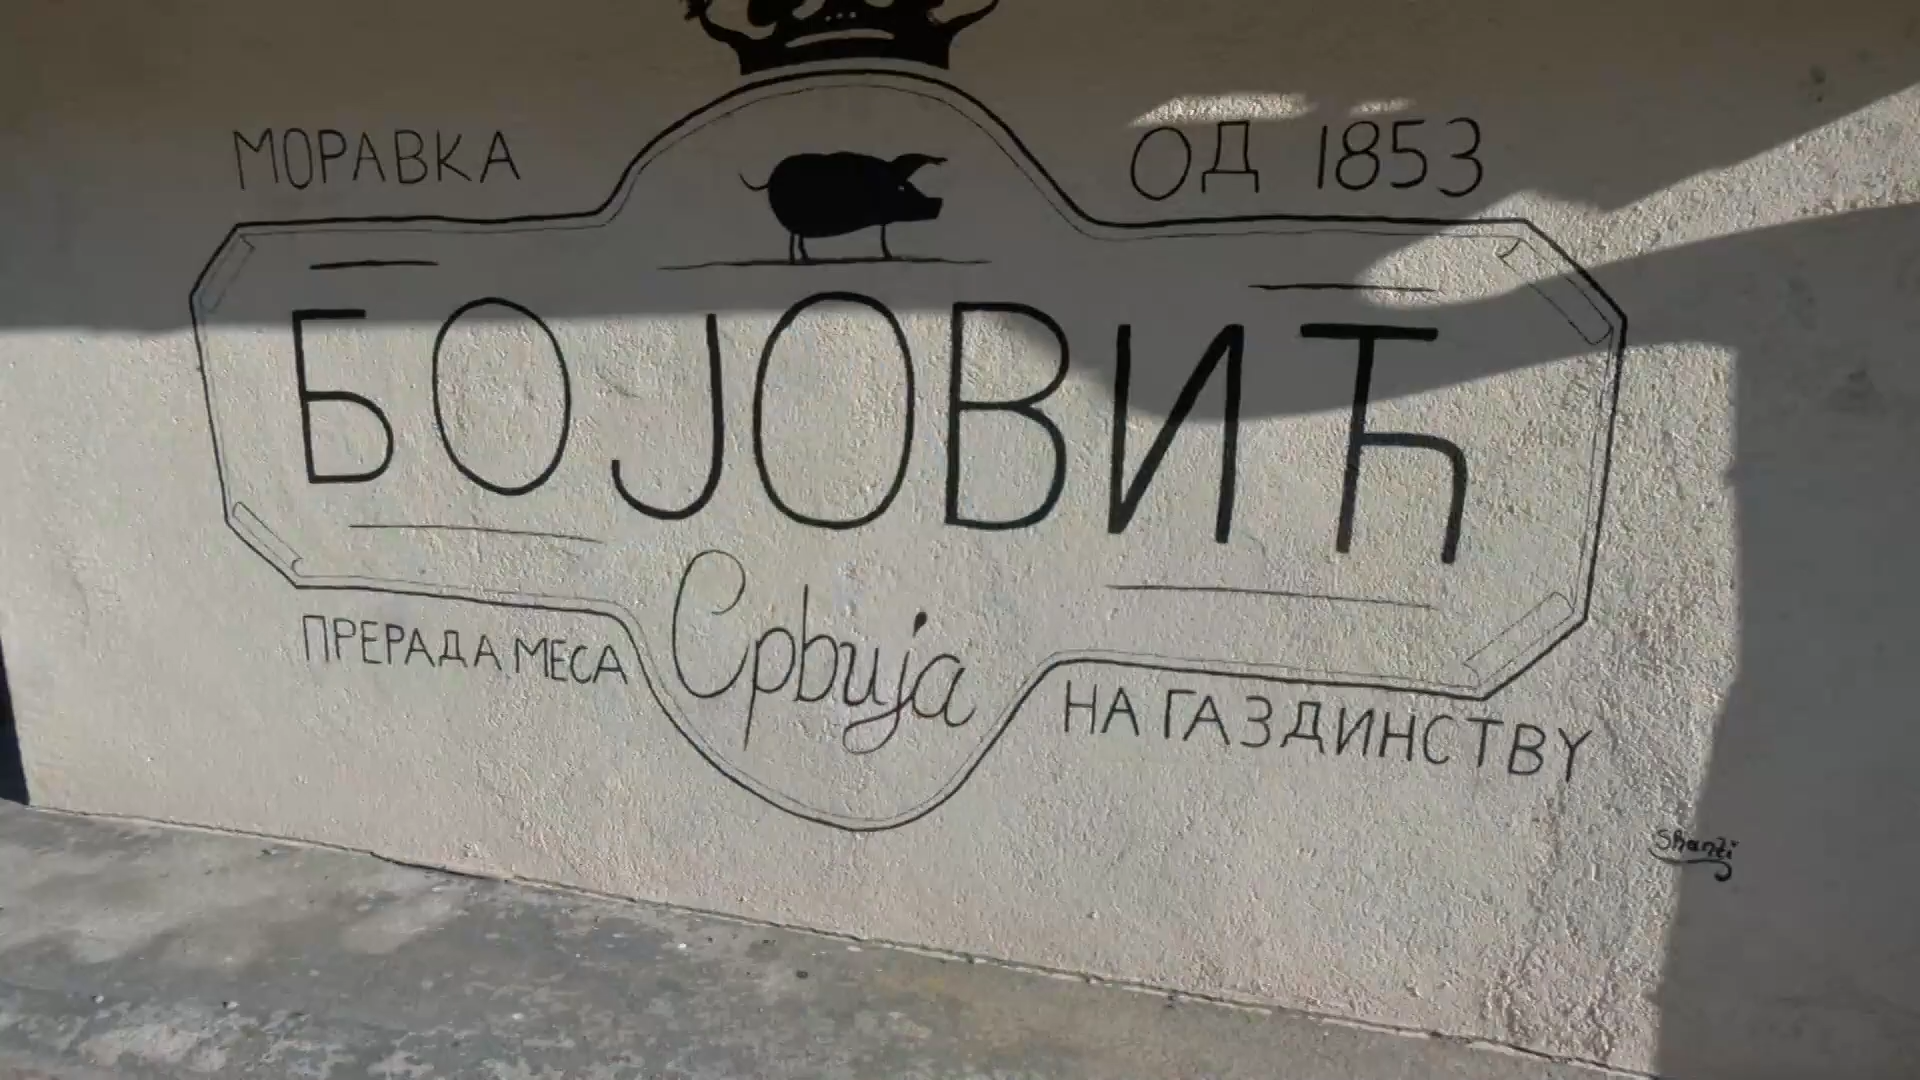 МОРАВКА ОД 1853
БОЈОВИЋ
Србија
ПРЕРАДА МЕСА НА ГАЗДИНСТВУ
Shanti